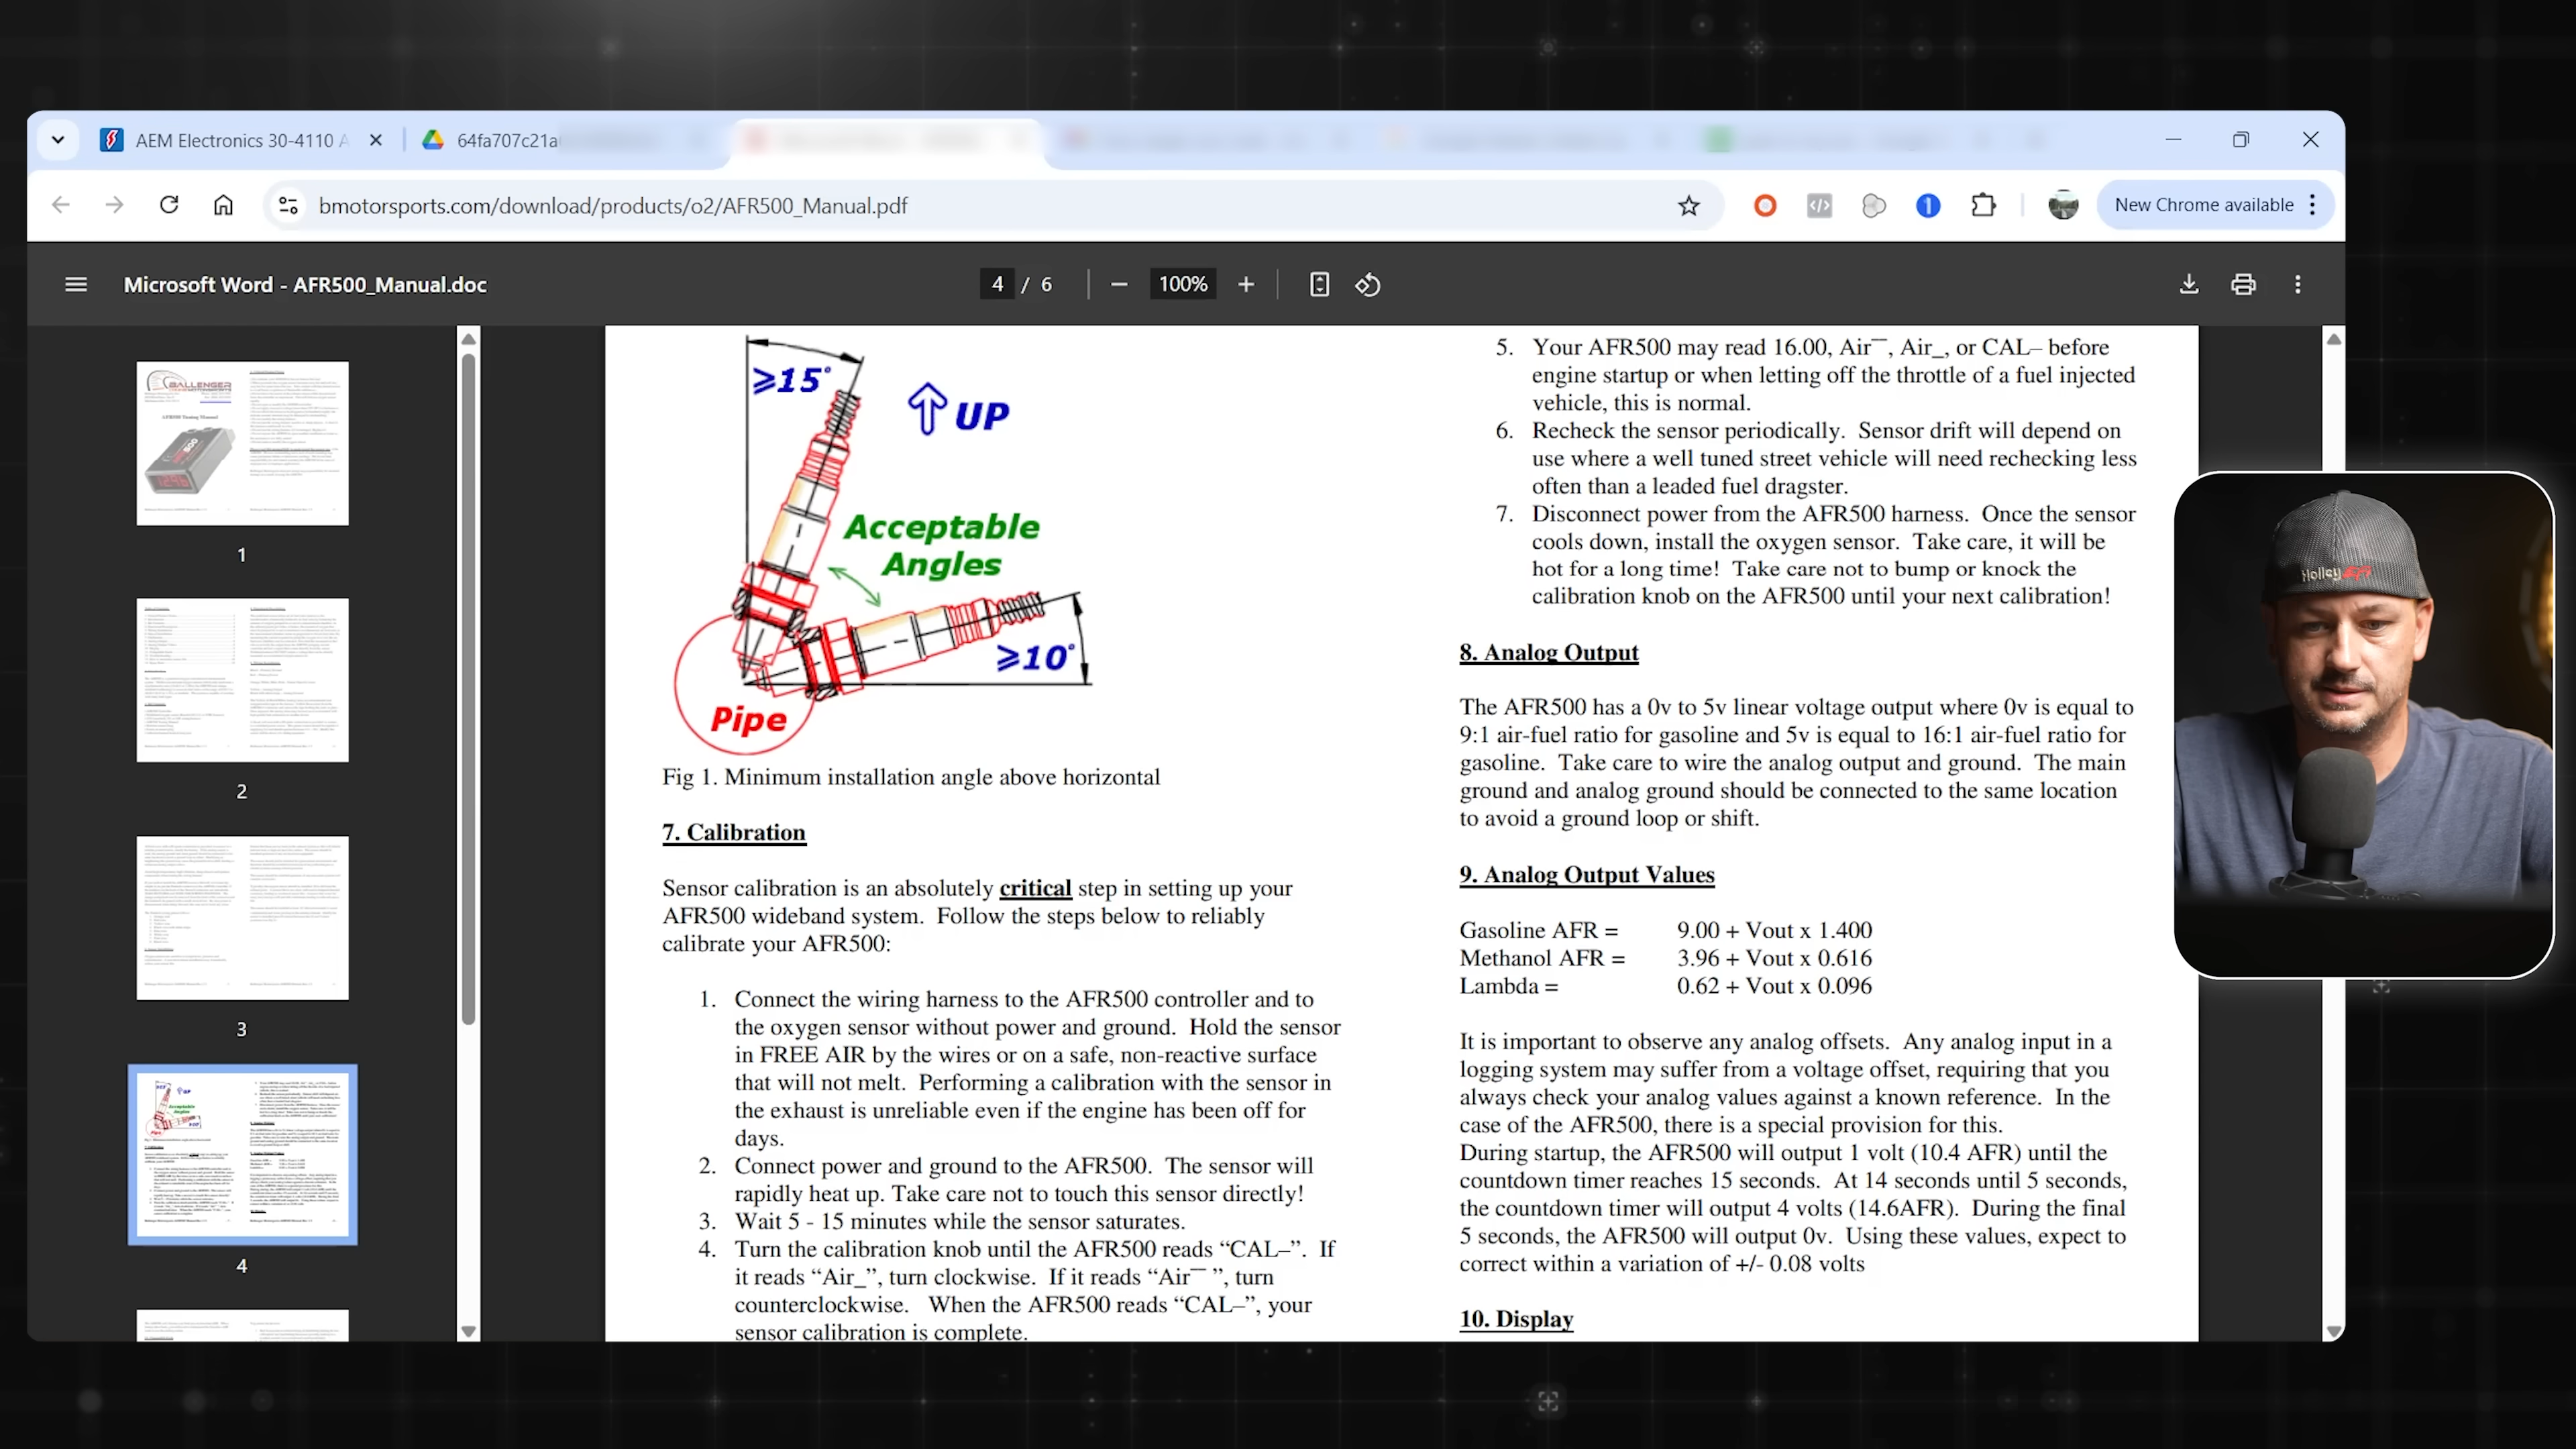 AEM Electronics 30-4110 A
64fa707c21a
bmotorsports.com/download/products/o2/AFR500_Manual.pdf
New Chrome available
Microsoft Word - AFR500_Manual.doc
4 / 6
100%
BALLENGER
1
2
3
4
≥15°
UP
Acceptable
Angles
≥10°
Pipe
Fig 1. Minimum installation angle above horizontal
7. Calibration
Sensor calibration is an absolutely critical step in setting up your
AFR500 wideband system. Follow the steps below to reliably
calibrate your AFR500:
1. Connect the wiring harness to the AFR500 controller and to
the oxygen sensor without power and ground. Hold the sensor
in FREE AIR by the wires or on a safe, non-reactive surface
that will not melt. Performing a calibration with the sensor in
the exhaust is unreliable even if the engine has been off for
days.
2. Connect power and ground to the AFR500. The sensor will
rapidly heat up. Take care not to touch this sensor directly!
3. Wait 5 - 15 minutes while the sensor saturates.
4. Turn the calibration knob until the AFR500 reads “CAL–”. If
it reads “Air_”, turn clockwise. If it reads “Air¯ ”, turn
counterclockwise. When the AFR500 reads “CAL–”, your
sensor calibration is complete.
5. Your AFR500 may read 16.00, Air¯, Air_, or CAL– before
engine startup or when letting off the throttle of a fuel injected
vehicle, this is normal.
6. Recheck the sensor periodically. Sensor drift will depend on
use where a well tuned street vehicle will need rechecking less
often than a leaded fuel dragster.
7. Disconnect power from the AFR500 harness. Once the sensor
cools down, install the oxygen sensor. Take care, it will be
hot for a long time! Take care not to bump or knock the
calibration knob on the AFR500 until your next calibration!
8. Analog Output
The AFR500 has a 0v to 5v linear voltage output where 0v is equal to
9:1 air-fuel ratio for gasoline and 5v is equal to 16:1 air-fuel ratio for
gasoline. Take care to wire the analog output and ground. The main
ground and analog ground should be connected to the same location
to avoid a ground loop or shift.
9. Analog Output Values
Gasoline AFR = 9.00 + Vout x 1.400
Methanol AFR = 3.96 + Vout x 0.616
Lambda = 0.62 + Vout x 0.096
It is important to observe any analog offsets. Any analog input in a
logging system may suffer from a voltage offset, requiring that you
always check your analog values against a known reference. In the
case of the AFR500, there is a special provision for this.
During startup, the AFR500 will output 1 volt (10.4 AFR) until the
countdown timer reaches 15 seconds. At 14 seconds until 5 seconds,
the countdown timer will output 4 volts (14.6AFR). During the final
5 seconds, the AFR500 will output 0v. Using these values, expect to
correct within a variation of +/- 0.08 volts
10. Display
Holley EFI